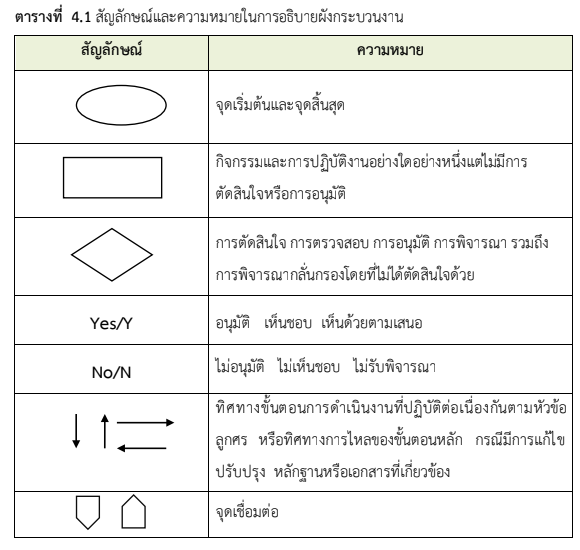 ตารางที่ 4.1 สัญลักษณ์และความหมายในการอธิบายผังกระบวนงาน
สัญลักษณ์ ความหมาย
จุดเริ่มต้นและจุดสิ้นสุด
กิจกรรมและการปฏิบัติงานอย่างใดอย่างหนึ่งแต่ไม่มีการ
ตัดสินใจหรือการอนุมัติ
การตัดสินใจ การตรวจสอบ การอนุมัติ การพิจารณา รวมถึง
การพิจารณากลั่นกรองโดยที่ไม่ได้ตัดสินใจด้วย
Yes/Y อนุมัติ เห็นชอบ เห็นด้วยตามเสนอ
No/N ไม่อนุมัติ ไม่เห็นชอบ ไม่รับพิจารณา
ทิศทางขั้นตอนการดำเนินงานที่ปฏิบัติต่อเนื่องกันตามหัวข้อ
ลูกศร หรือทิศทางการไหลของขั้นตอนหลัก กรณีมีการแก้ไข
ปรับปรุง หลักฐานหรือเอกสารที่เกี่ยวข้อง
จุดเชื่อมต่อ